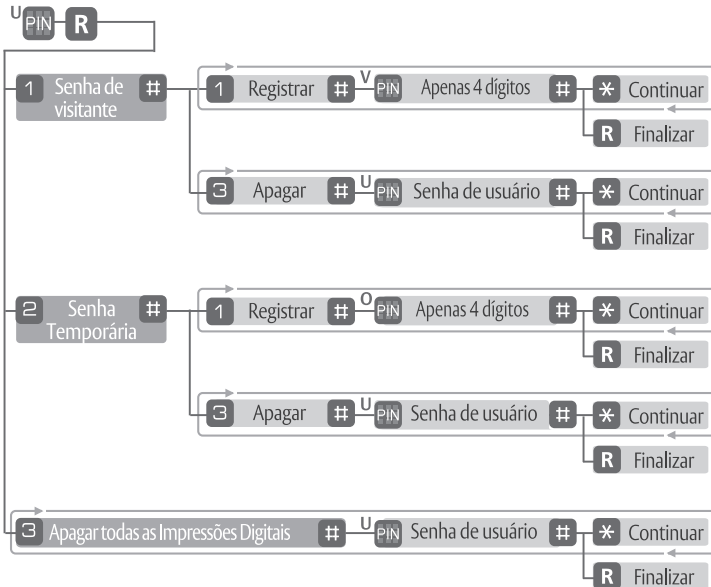 U PIN R
1 Senha de visitante # 1 Registrar # V PIN Apenas 4 dígitos # * Continuar
R Finalizar
3 Apagar # U PIN Senha de usuário # * Continuar
R Finalizar
2 Senha Temporária # 1 Registrar # O PIN Apenas 4 dígitos # * Continuar
R Finalizar
3 Apagar # U PIN Senha de usuário # * Continuar
R Finalizar
3 Apagar todas as Impressões Digitais # U PIN Senha de usuário # * Continuar
R Finalizar